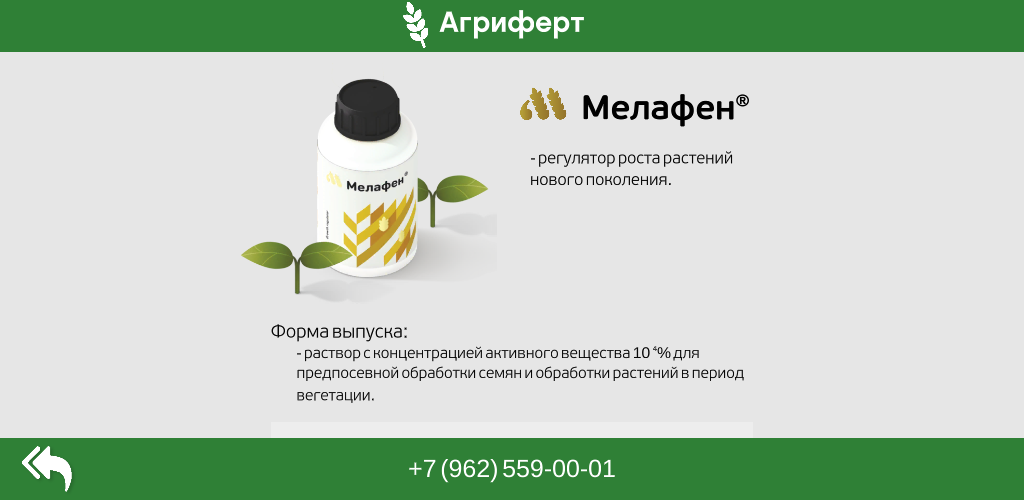 Агриферт
Мелафен®
- регулятор роста растений
нового поколения.
Мелафен®
Форма выпуска:
- раствор с концентрацией активного вещества 10⁻⁴% для
предпосевной обработки семян и обработки растений в период
вегетации.
+7 (962) 559-00-01